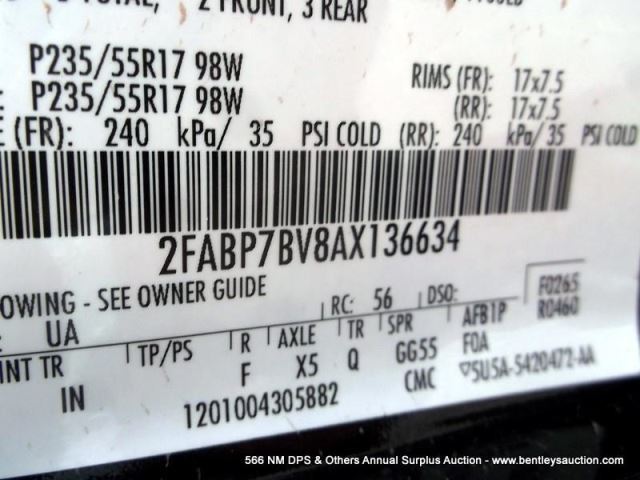 2 FRONT, 3 REAR
P235/55R17 98W RIMS (FR): 17x7.5
P235/55R17 98W (RR): 17x7.5
(FR): 240 kPa/ 35 PSI COLD (RR): 240 kPa/ 35 PSI COLD
2FABP7BV8AX136634
OWING - SEE OWNER GUIDE
RC: 56 DSO: F0265
UA R0460
INT TR TP/PS R AXLE TR SPR AFB1P
F X5 Q GG55 FOA
IN CMC ▽5U5A-5420472-AA
1201004305882
566 NM DPS & Others Annual Surplus Auction - www.bentleysauction.com